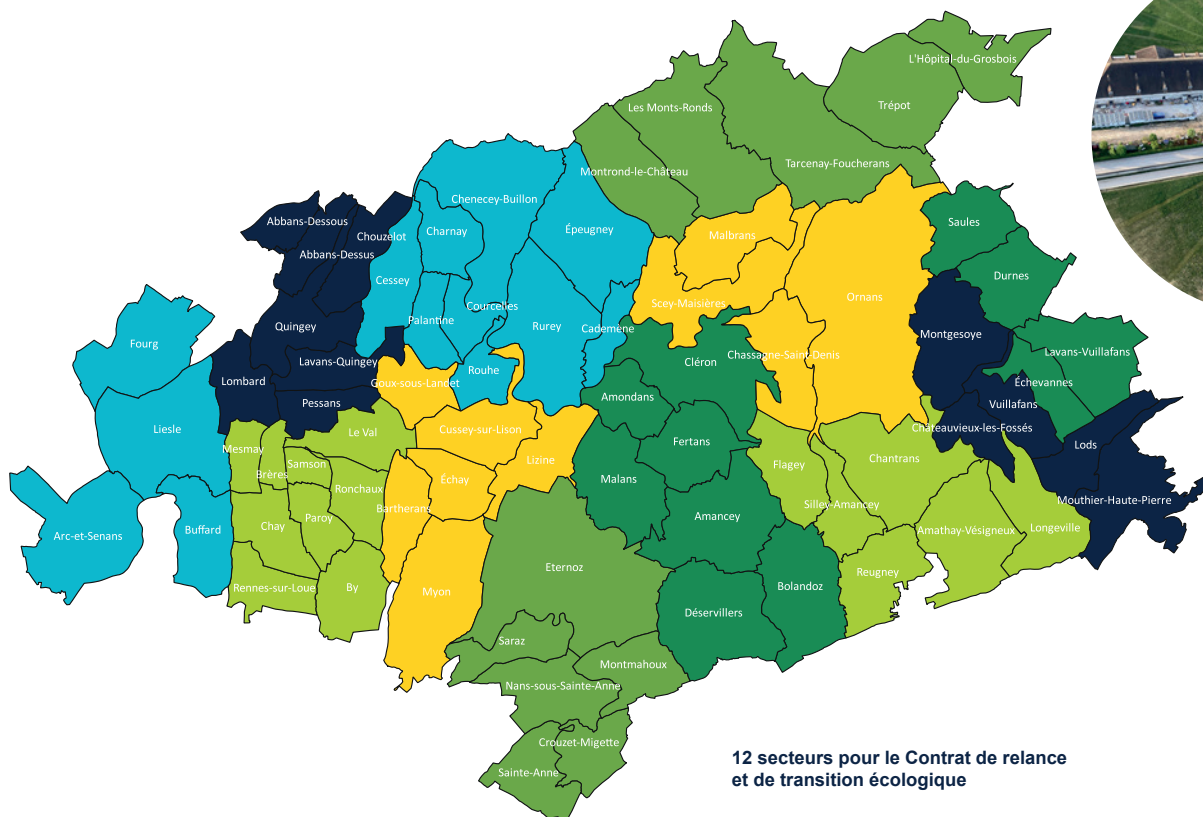 L'Hôpital-du-Grosbois
Trépot
Les Monts-Ronds
Tarcenay-Foucherans
Montrond-le-Château
Chenecey-Buillon
Abbans-Dessous
Charnay
Épeugney
Chouzelot
Malbrans
Saules
Abbans-Dessus
Cessey
Durnes
Ornans
Scey-Maisières
Courcelles
Palantine
Quingey
Rurey
Cademène
Montgesoye
Fourg
Lavans-Vuillafans
Chassagne-Saint-Denis
Lavans-Quingey
Cléron
Rouhe
Lombard
Goux-sous-Landet
Échevannes
Amondans
Pessans
Vuillafans
Liesle
Le Val
Cussey-sur-Lison
Châteauvieux-les-Fossés
Fertans
Lods
Mesmay
Chantrans
Lizine
Samson
Flagey
Brères
Échay
Malans
Ronchaux
Mouthier-Haute-Pierre
Silley-Amancey
Bartherans
Amancey
Paroy
Chay
Longeville
Buffard
Amathay-Vésigneux
Arc-et-Senans
Eternoz
Reugney
Bolandoz
Rennes-sur-Loue
By
Myon
Déservillers
Saraz
Montmahoux
Nans-sous-Sainte-Anne
Crouzet-Migette
Sainte-Anne
12 secteurs pour le Contrat de relance
et de transition écologique